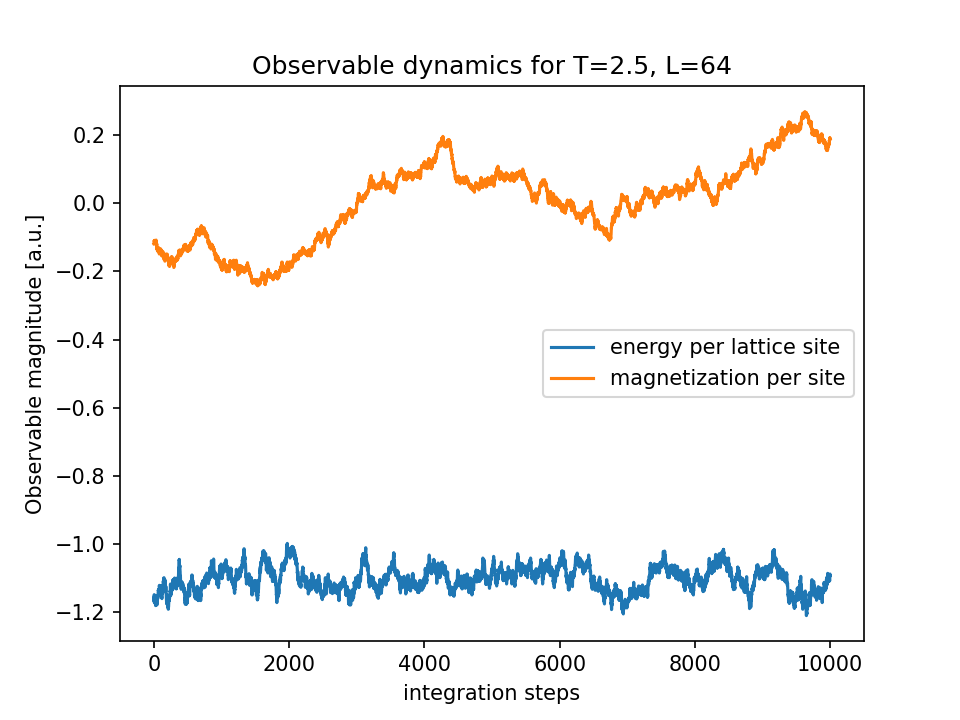 Observable dynamics for T=2.5, L=64
Observable magnitude [a.u.]
0.2
0.0
−0.2
−0.4
−0.6
−0.8
−1.0
−1.2
energy per lattice site
magnetization per site
0 2000 4000 6000 8000 10000
integration steps